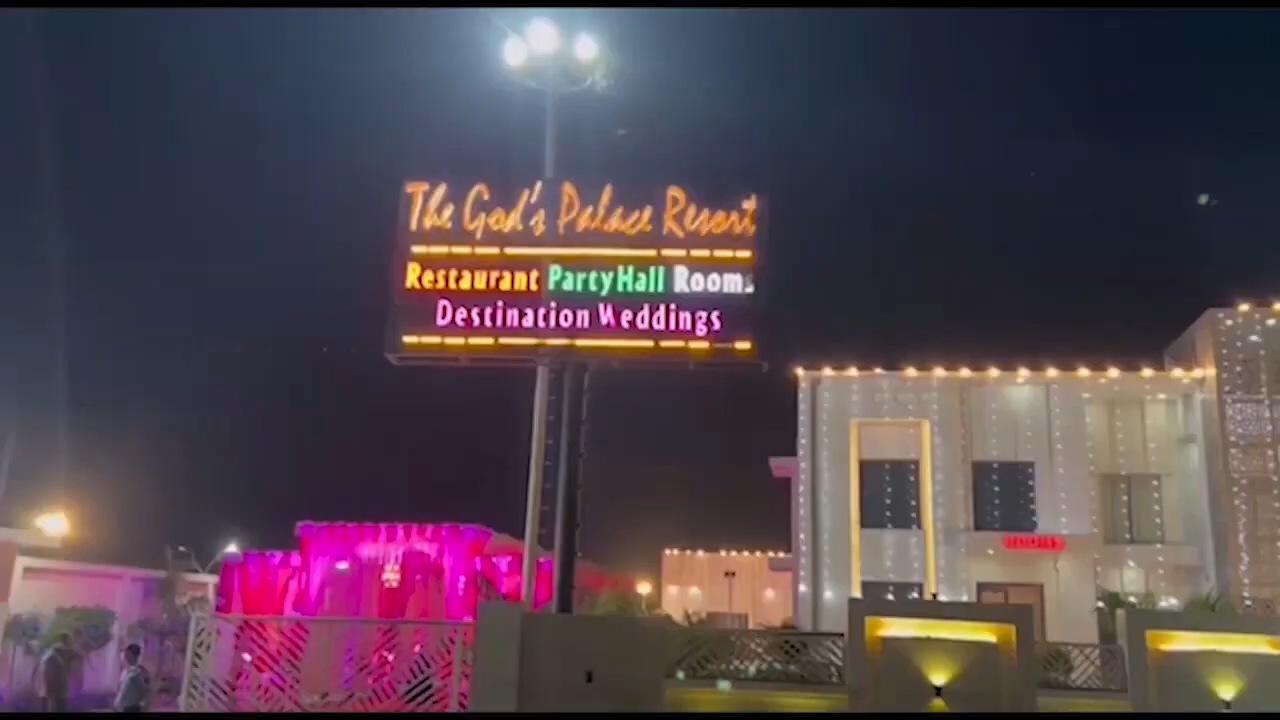 The God's Palace Resort
Restaurant PartyHall Rooms
Destination Weddings